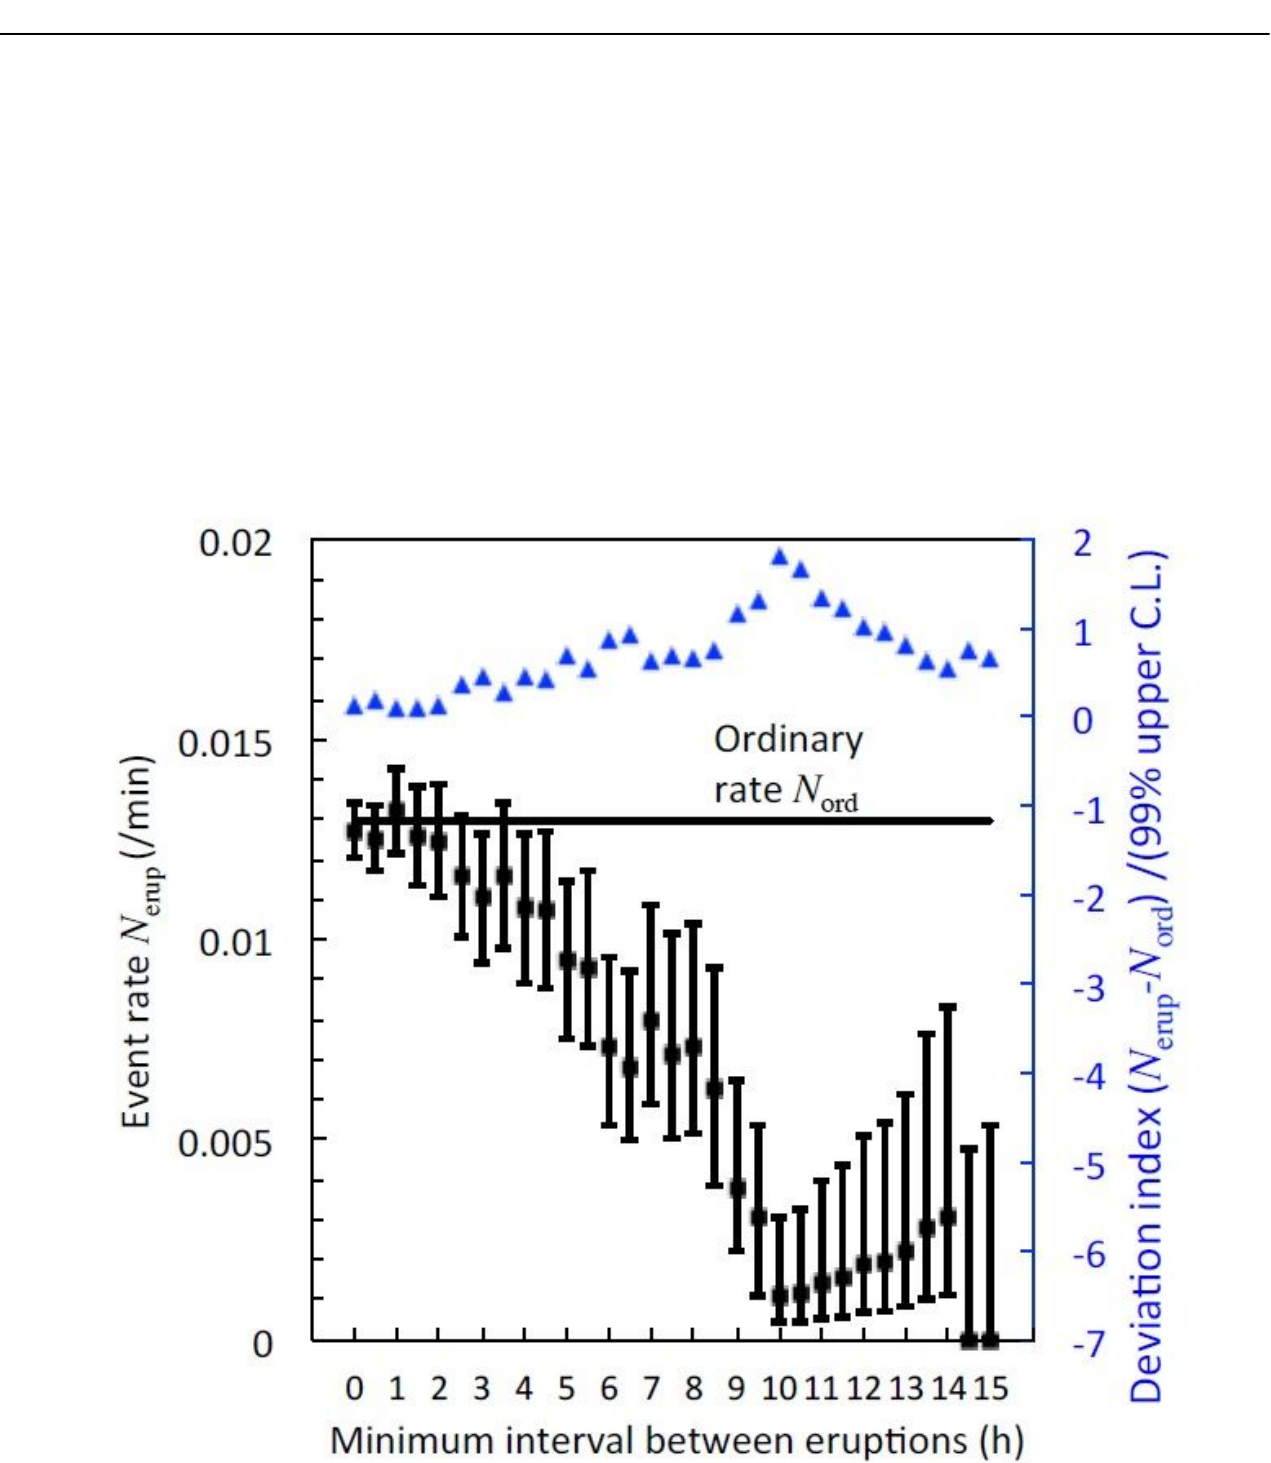 0.02
0.015
0.01
0.005
0
Event rate Nerup (/min)
Ordinary
rate Nord
2
1
0
-1
-2
-3
-4
-5
-6
-7
Deviation index (Nerup-Nord) /(99% upper C.L.)
0 1 2 3 4 5 6 7 8 9 10 11 12 13 14 15
Minimum interval between eruptions (h)